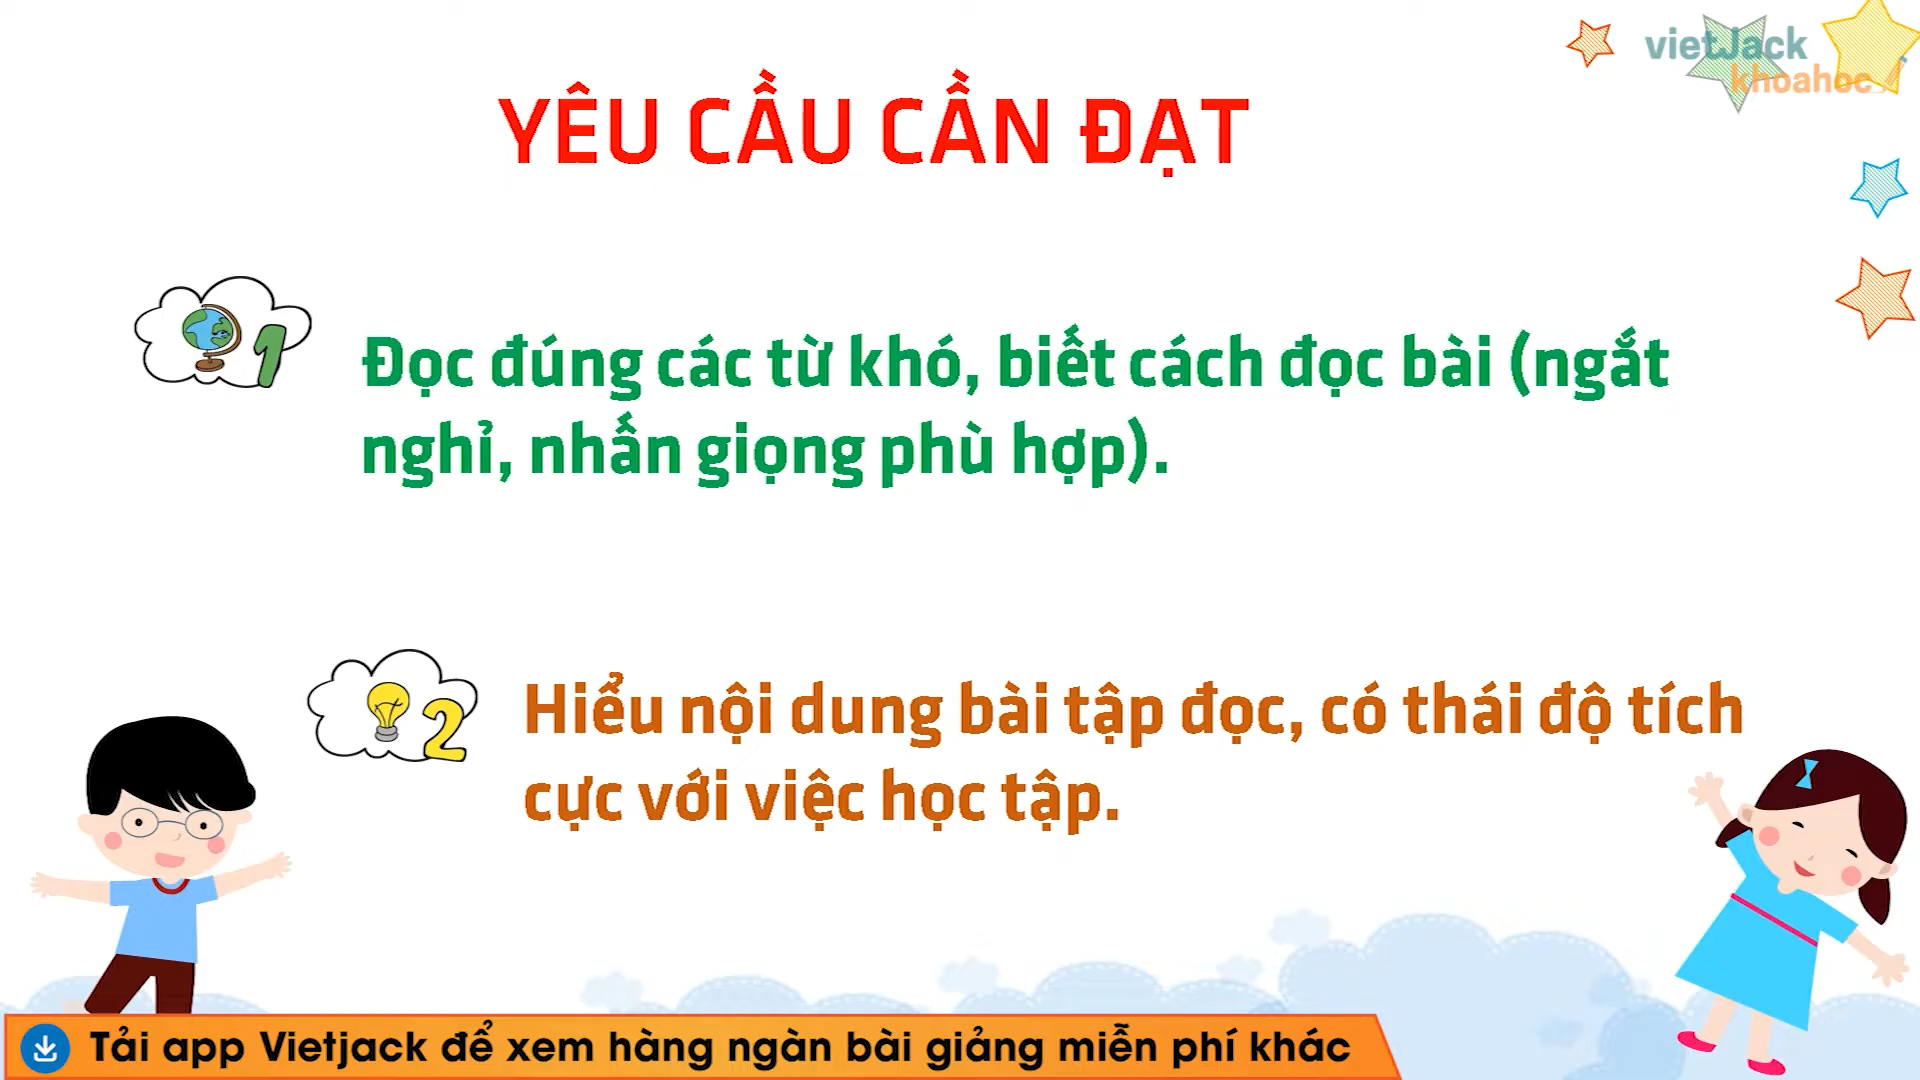 vietJack
khoahoc
YÊU CẦU CẦN ĐẠT
1
Đọc đúng các từ khó, biết cách đọc bài (ngắt
nghỉ, nhấn giọng phù hợp).
2
Hiểu nội dung bài tập đọc, có thái độ tích
cực với việc học tập.
Tải app Vietjack để xem hàng ngàn bài giảng miễn phí khác